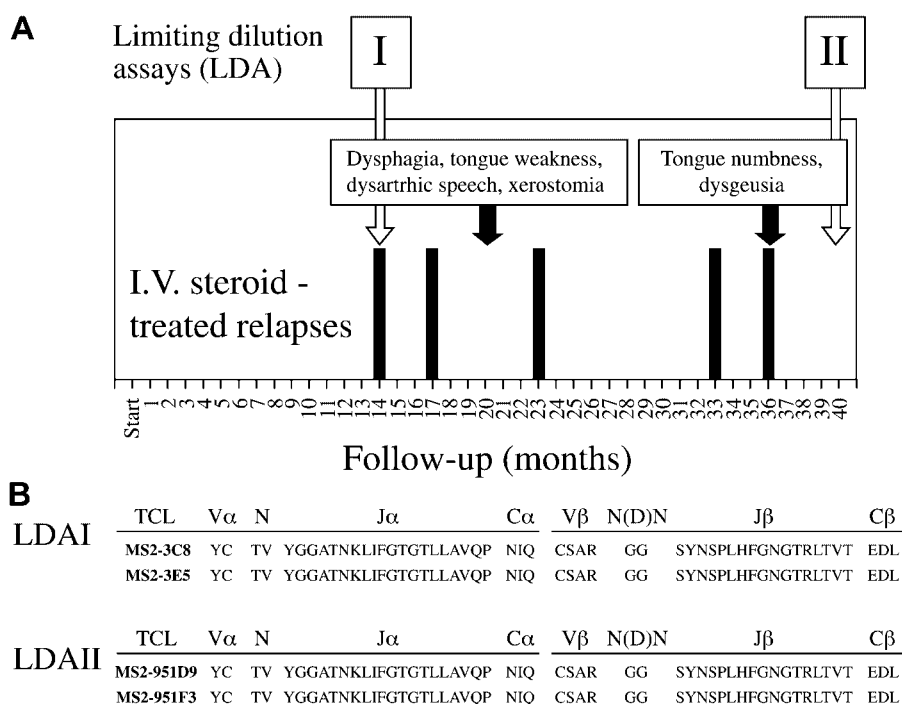 A
Limiting dilution
assays (LDA)
I
II
Dysphagia, tongue weakness,
dysarthric speech, xerostomia
Tongue numbness,
dysgeusia
I.V. steroid -
treated relapses
Start 1 2 3 4 5 6 7 8 9 10 11 12 13 14 16 17 18 19 20 21 22 23 24 25 26 27 28 29 30 31 32 33 34 35 36 37 38 39 40
Follow-up (months)
B
LDAI
TCL Vα N Jα Cα Vβ N(D)N Jβ Cβ
MS2-3C8 YC TV YGGATNKLIFGTGTLLAVQP NIQ CSAR GG SYNSPLHFGNGTRLTVT EDL
MS2-3E5 YC TV YGGATNKLIFGTGTLLAVQP NIQ CSAR GG SYNSPLHFGNGTRLTVT EDL
LDAII
TCL Vα N Jα Cα Vβ N(D)N Jβ Cβ
MS2-951D9 YC TV YGGATNKLIFGTGTLLAVQP NIQ CSAR GG SYNSPLHFGNGTRLTVT EDL
MS2-951F3 YC TV YGGATNKLIFGTGTLLAVQP NIQ CSAR GG SYNSPLHFGNGTRLTVT EDL